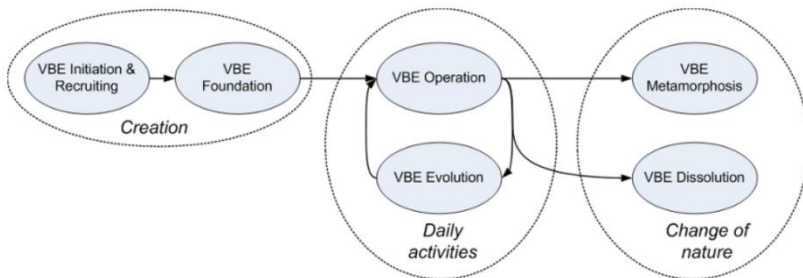 VBE Initiation &
Recruiting
VBE
Foundation
Creation
VBE Operation
VBE Evolution
Daily
activities
VBE
Metamorphosis
VBE Dissolution
Change of
nature